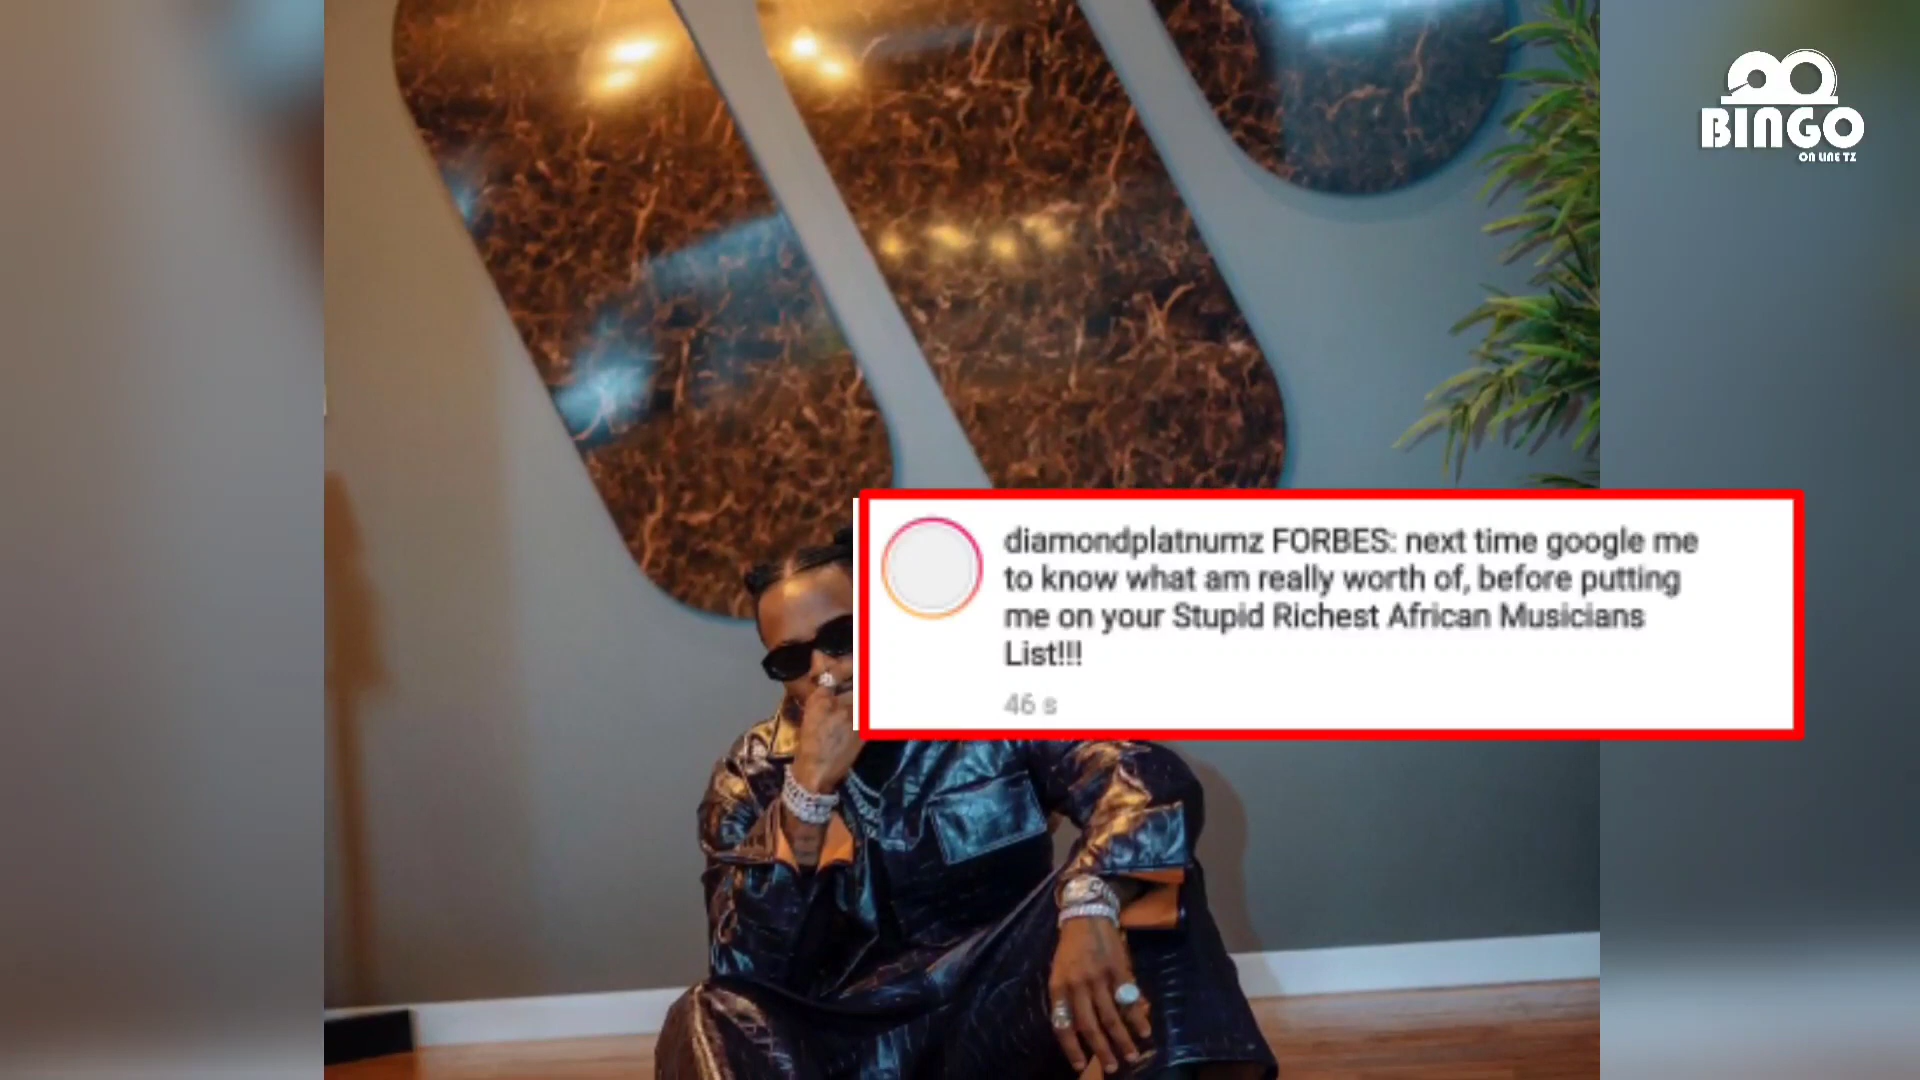 BINGO
ON LINE TZ
diamondplatnumz FORBES: next time google me
to know what am really worth of, before putting
me on your Stupid Richest African Musicians
List!!!
46 s